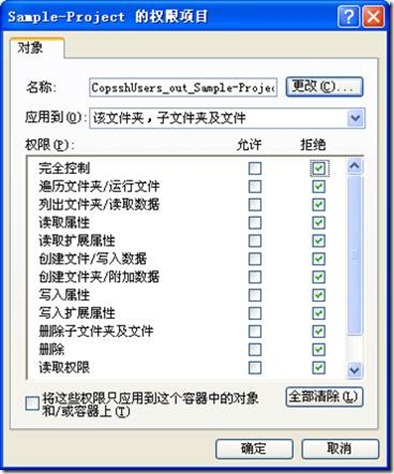 Sample-Project 的权限项目
对象
名称:
CopsshUsers_out_Sample-Projec
更改(C)...
应用到(O):
该文件夹，子文件夹及文件
权限(P):
允许
拒绝
完全控制
遍历文件夹/运行文件
列出文件夹/读取数据
读取属性
读取扩展属性
创建文件/写入数据
创建文件夹/附加数据
写入属性
写入扩展属性
删除子文件夹及文件
删除
读取权限
将这些权限只应用到这个容器中的对象
和/或容器上(T)
全部清除(L)
确定
取消